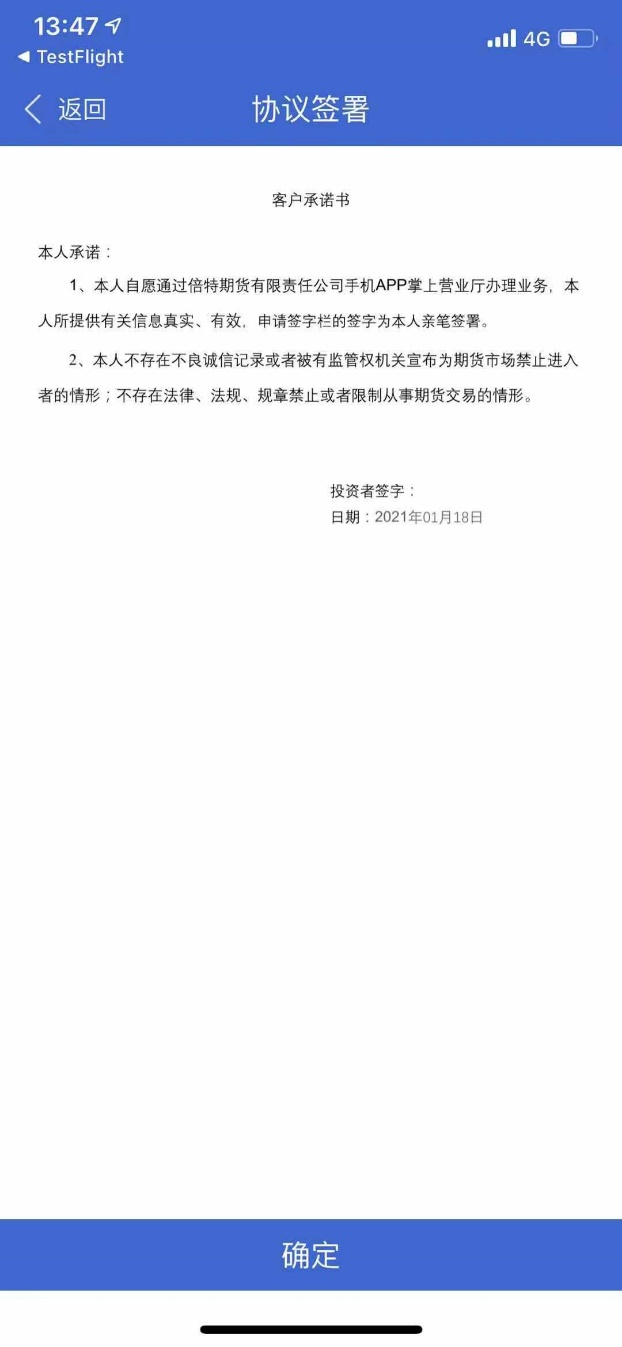 13:47
4G
TestFlight
返回
协议签署
客户承诺书
本人承诺：
1、本人自愿通过倍特期货有限责任公司手机APP掌上营业厅办理业务，本
人所提供有关信息真实、有效，申请签字栏的签字为本人亲笔签署。
2、本人不存在不良诚信记录或者被有监管权机关宣布为期货市场禁止进入
者的情形；不存在法律、法规、规章禁止或者限制从事期货交易的情形。
投资者签字：
日期：2021年01月18日
确定